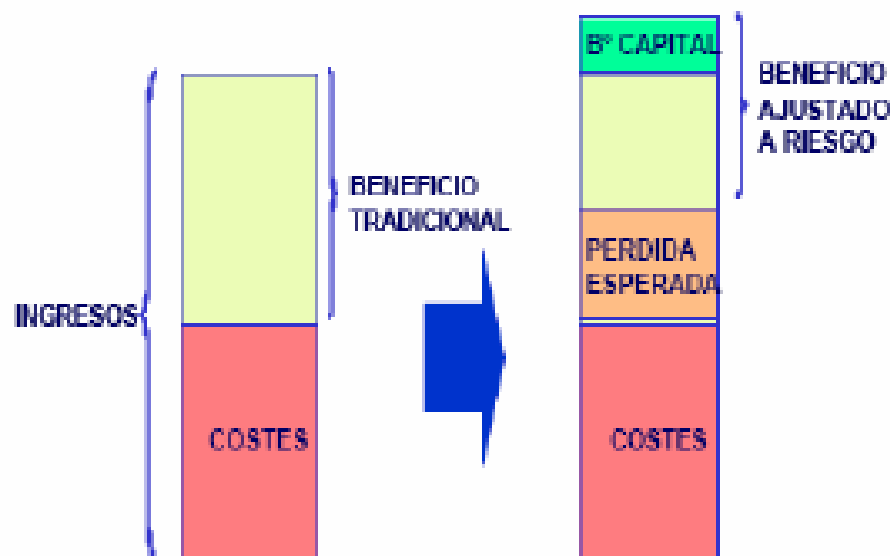 INGRESOS
COSTES
BENEFICIO
TRADICIONAL
Bº CAPITAL
PERDIDA
ESPERADA
COSTES
BENEFICIO
AJUSTADO
A RIESGO